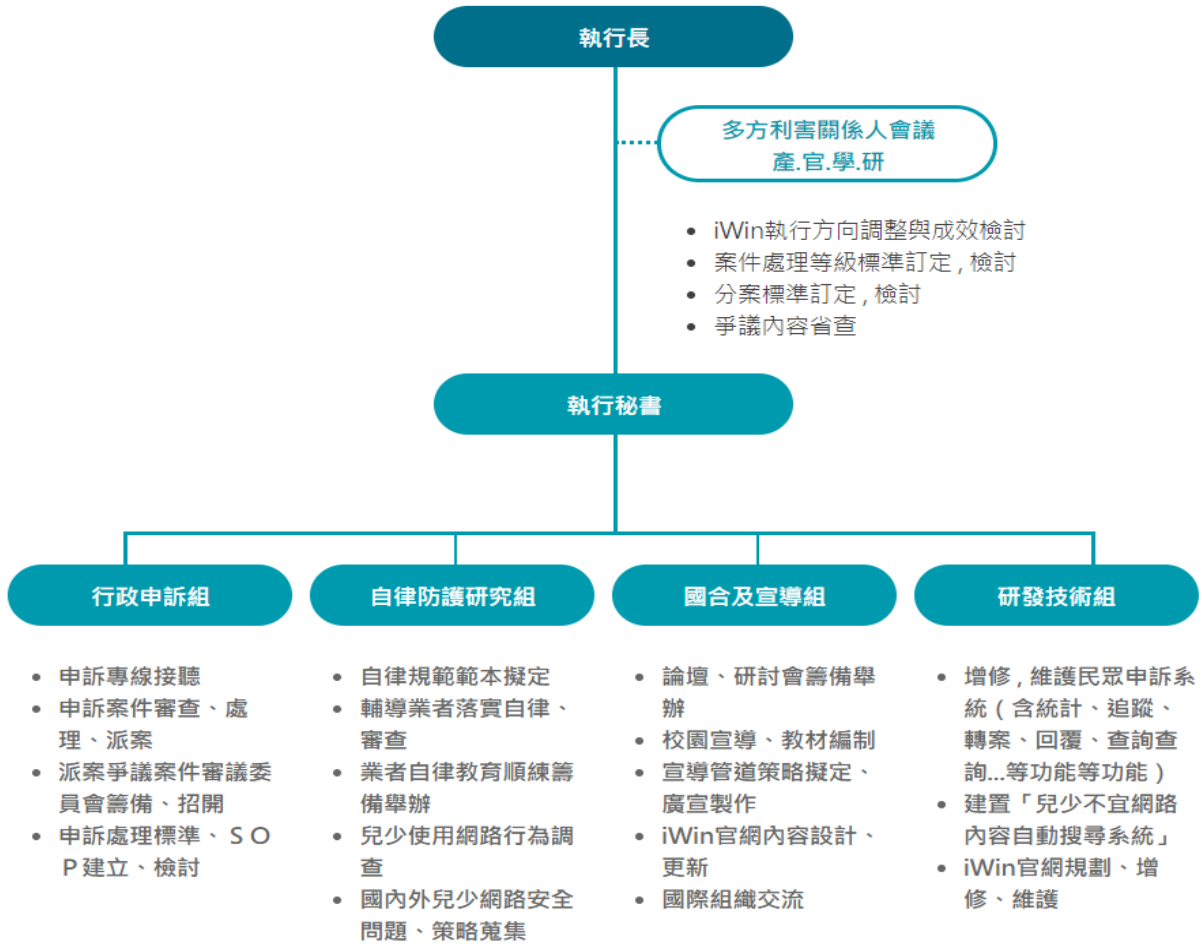 執行長
多方利害關係人會議
產.官.學.研
• iWin執行方向調整與成效檢討
• 案件處理等級標準訂定 , 檢討
• 分案標準訂定 , 檢討
• 爭議內容省查
執行秘書
行政申訴組
• 申訴專線接聽
• 申訴案件審查、處
理、派案
• 派案爭議案件審議委
員會籌備、招開
• 申訴處理標準、ＳＯ
Ｐ建立、檢討
自律防護研究組
• 自律規範範本擬定
• 輔導業者落實自律、
審查
• 業者自律教育順練籌
備舉辦
• 兒少使用網路行為調
查
• 國內外兒少網路安全
問題、策略蒐集
國合及宣導組
• 論壇、研討會籌備舉
辦
• 校園宣導、教材編制
• 宣導管道策略擬定、
廣宣製作
• iWin官網內容設計、
更新
• 國際組織交流
研發技術組
• 增修 , 維護民眾申訴系
統（含統計、追蹤、
轉案、回覆、查詢查
詢...等功能等功能）
• 建置「兒少不宜網路
內容自動搜尋系統」
• iWin官網規劃、增
修、維護